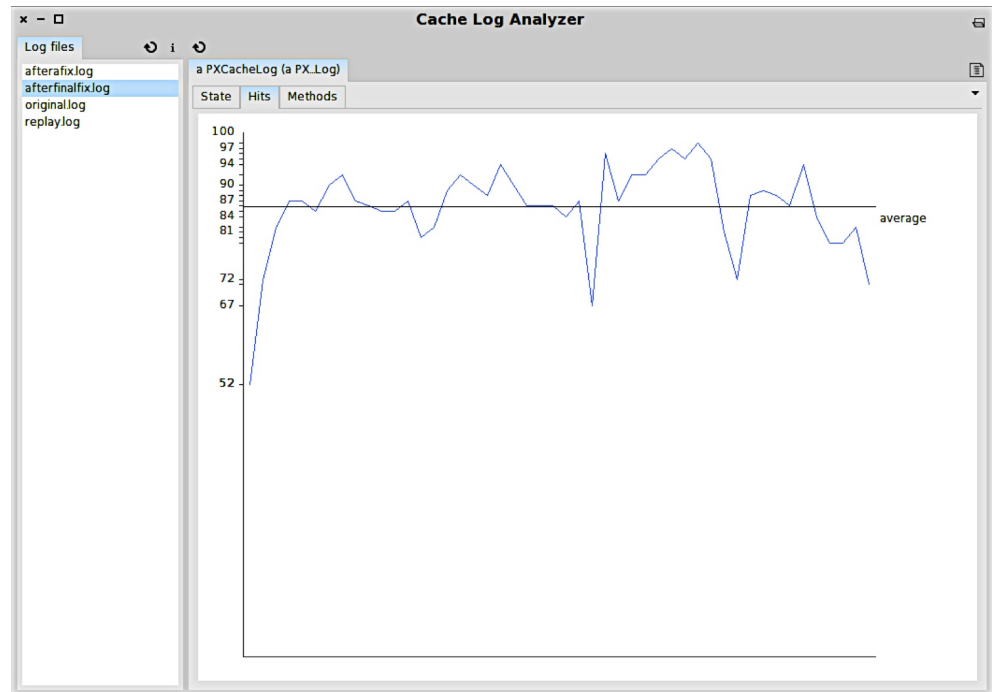 Cache Log Analyzer
Log files
i
afterafix.log
afterfinalfix.log
original.log
replay.log
a PXCacheLog (a PX..Log)
State Hits Methods
100
97
94
90
87
84
81
72
67
52
average